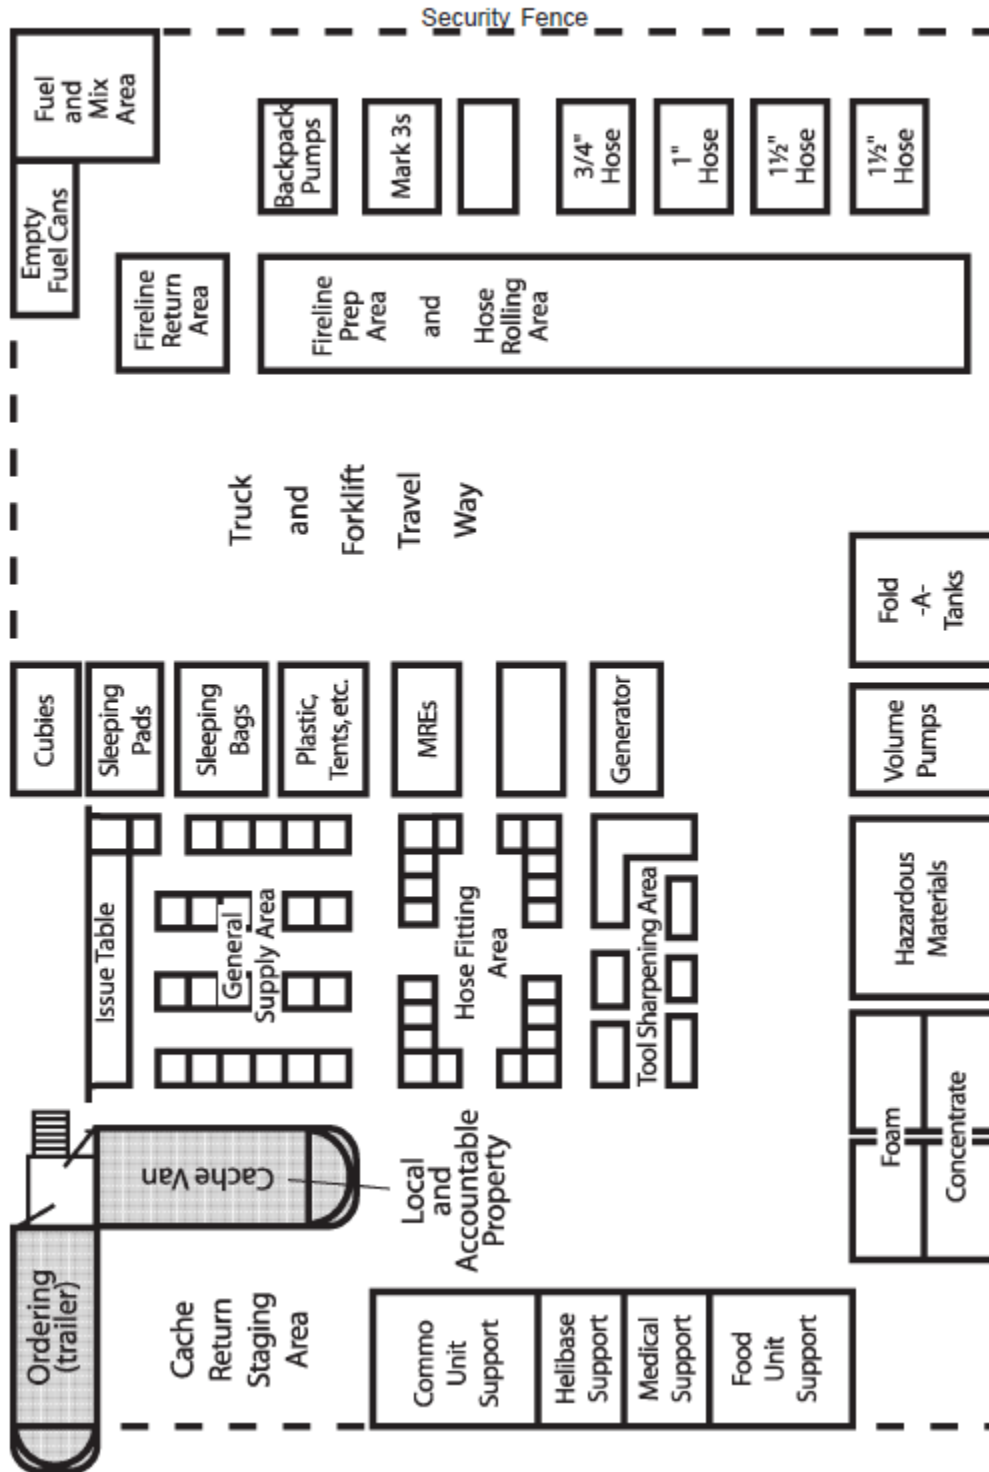 Security Fence
Fuel
and
Mix
Area
Empty
Fuel Cans
Backpack
Pumps
Mark 3s
3/4"
Hose
1"
Hose
1½"
Hose
1½"
Hose
Fireline
Return
Area
Fireline
Prep
Area
and
Hose
Rolling
Area
Truck
and
Forklift
Travel
Way
Cubies
Sleeping
Pads
Sleeping
Bags
Plastic,
Tents, etc.
MREs
Generator
Fold
-A-
Tanks
Volume
Pumps
Issue Table
General
Supply Area
Hose Fitting
Area
Tool Sharpening Area
Hazardous
Materials
Foam
Concentrate
Cache Van
Local
and
Accountable
Property
Ordering
(trailer)
Cache
Return
Staging
Area
Commo
Unit
Support
Helibase
Support
Medical
Support
Food
Unit
Support